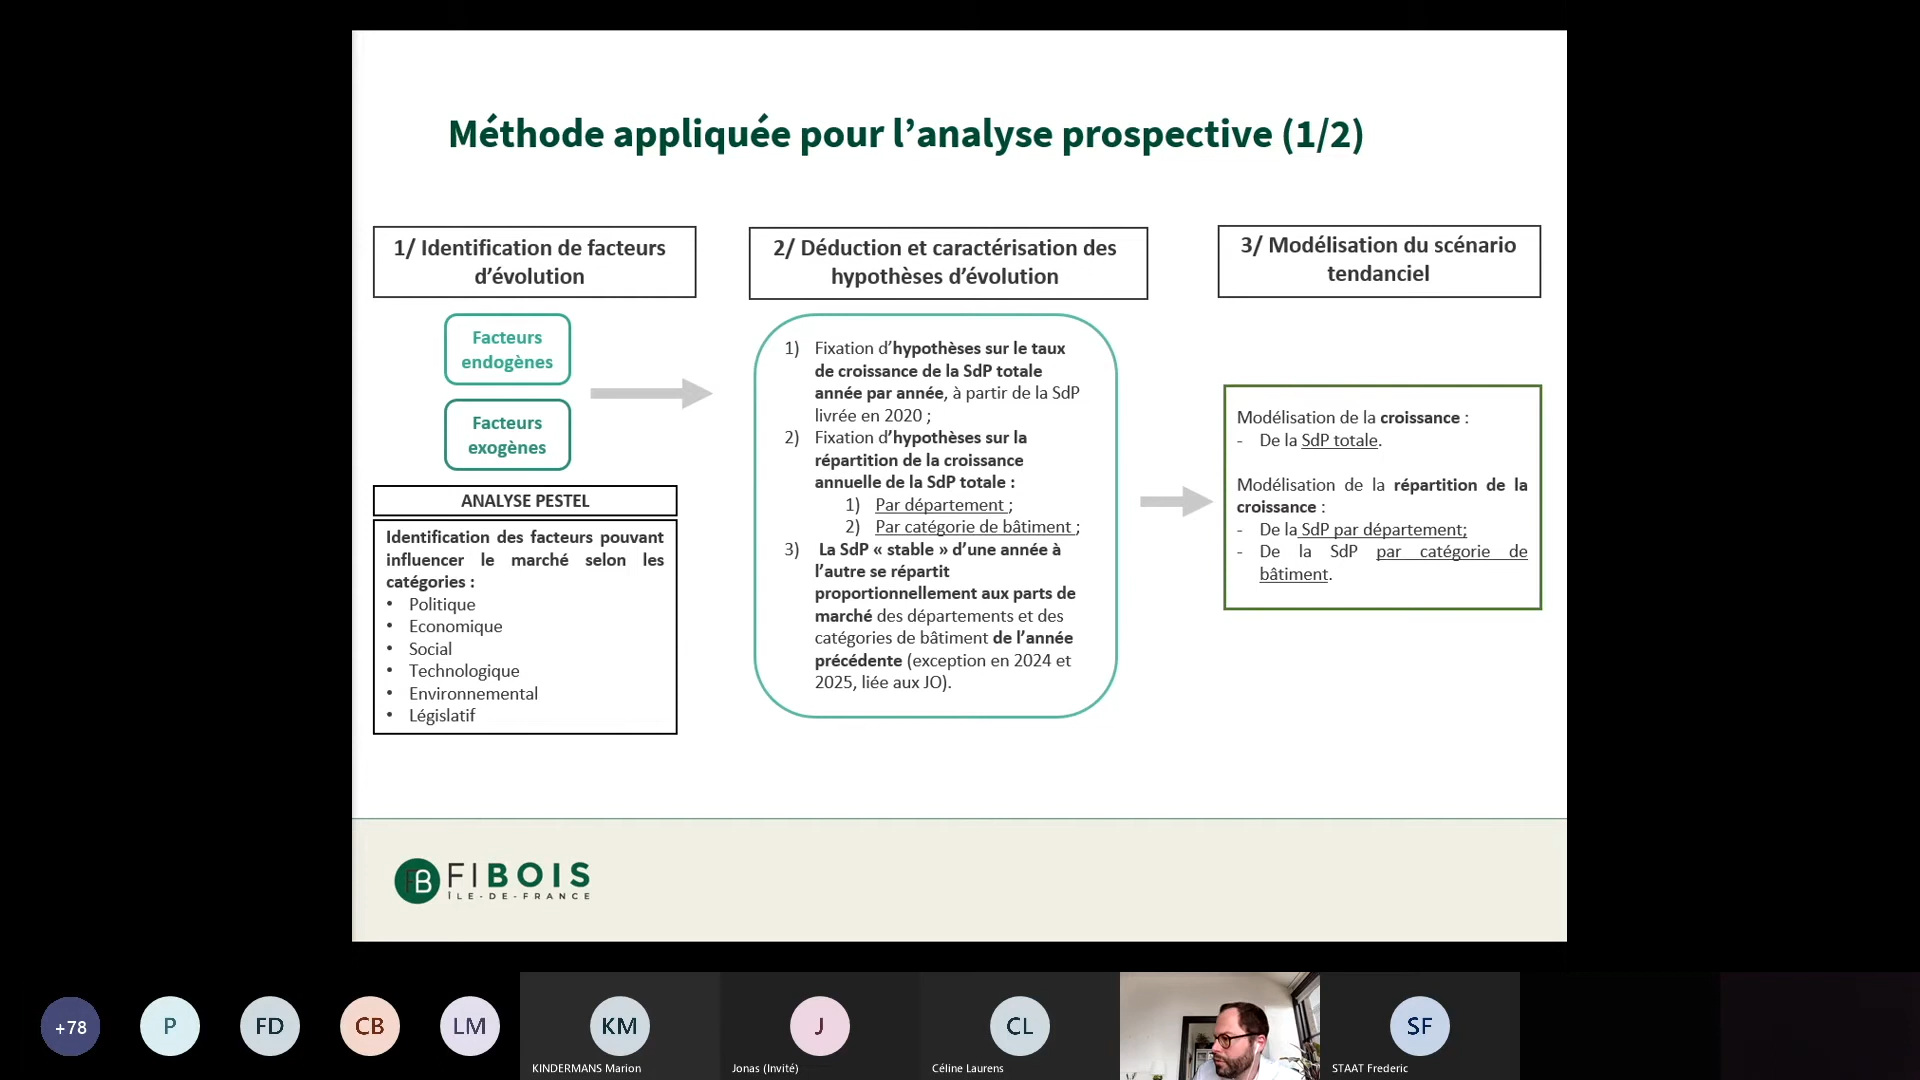 Méthode appliquée pour l’analyse prospective (1/2)
1/ Identification de facteurs
d’évolution
Facteurs
endogènes
Facteurs
exogènes
ANALYSE PESTEL
Identification des facteurs pouvant
influencer le marché selon les
catégories :
• Politique
• Economique
• Social
• Technologique
• Environnemental
• Législatif
2/ Déduction et caractérisation des
hypothèses d’évolution
1) Fixation d’hypothèses sur le taux
de croissance de la SdP totale
année par année, à partir de la SdP
livrée en 2020 ;
2) Fixation d’hypothèses sur la
répartition de la croissance
annuelle de la SdP totale :
1) Par département ;
2) Par catégorie de bâtiment ;
3) La SdP « stable » d’une année à
l’autre se répartit
proportionnellement aux parts de
marché des départements et des
catégories de bâtiment de l’année
précédente (exception en 2024 et
2025, liée aux JO).
3/ Modélisation du scénario
tendanciel
Modélisation de la croissance :
- De la SdP totale.
Modélisation de la répartition de la
croissance :
- De la SdP par département;
- De la SdP par catégorie de
bâtiment.
FB
FIBOIS
ÎLE-DE-FRANCE
+78
P
FD
CB
LM
KM
KINDERMANS Marion
J
Jonas (Invité)
CL
Céline Laurens
SF
STAAT Frederic